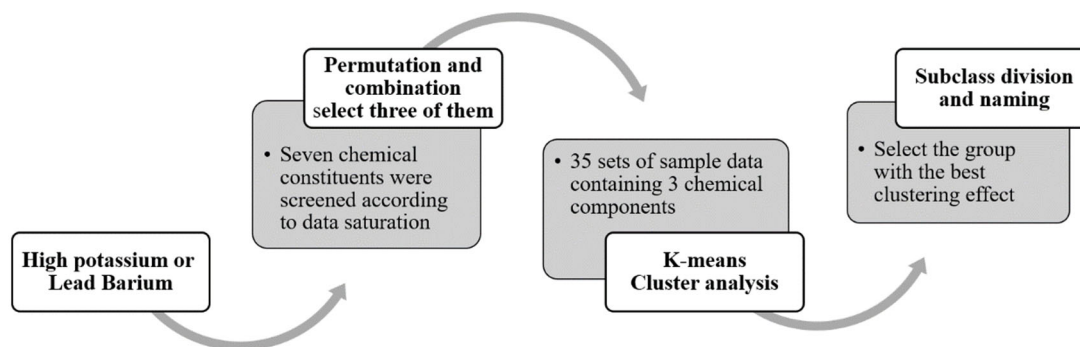 High potassium or
Lead Barium
Permutation and
combination
select three of them
• Seven chemical
constituents were
screened according
to data saturation
• 35 sets of sample data
containing 3 chemical
components
K-means
Cluster analysis
Subclass division
and naming
• Select the group
with the best
clustering effect